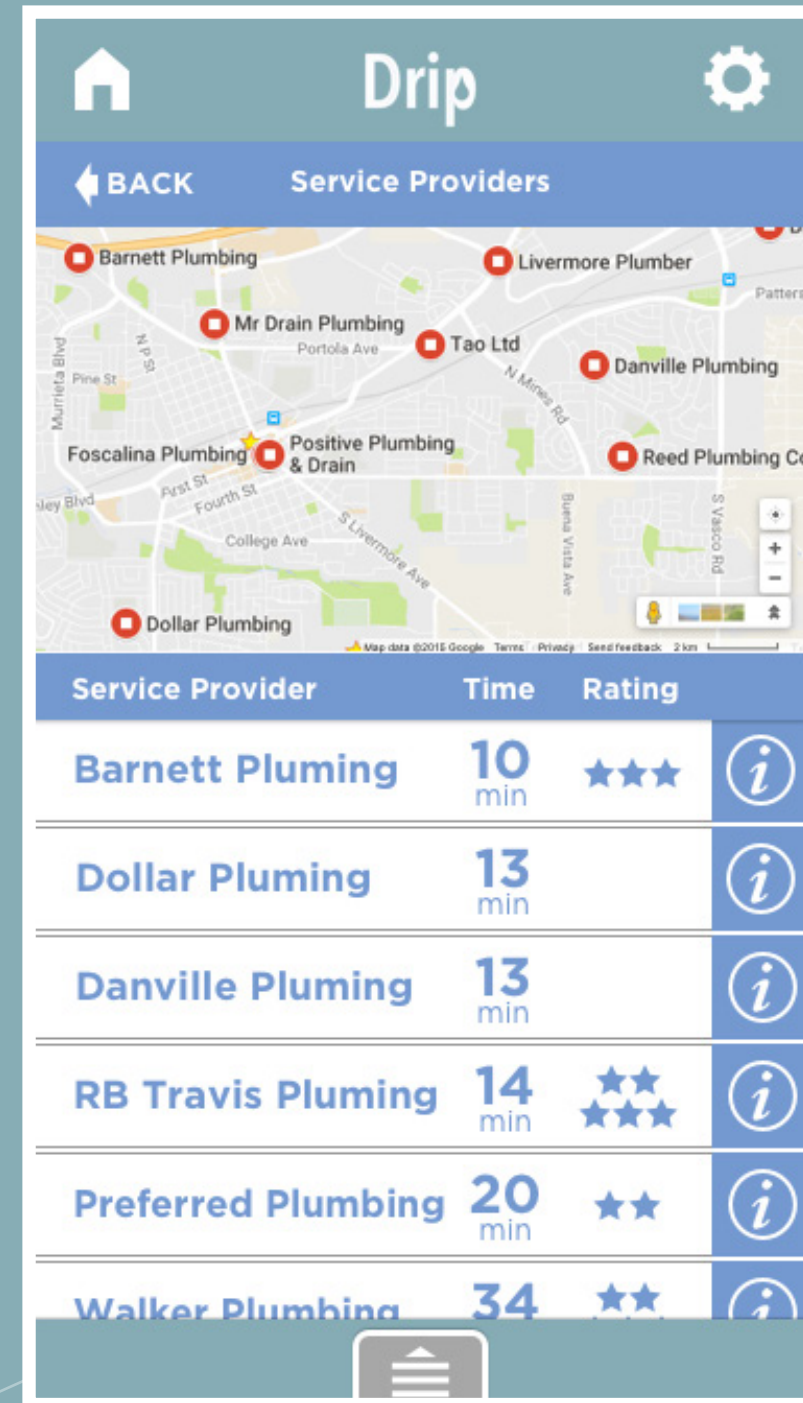 Drip
BACK Service Providers
Barnett Plumbing
Livermore Plumber
Patters
Mr Drain Plumbing
Portola Ave
Tao Ltd
N P St
Murrieta Blvd
Pine St
N Mines Rd
Danville Plumbing
Foscalina Plumbing
Positive Plumbing
& Drain
Reed Plumbing Co
First St
Fourth St
ley Blvd
College Ave
S Livermore Ave
Buena Vista Ave
S Vasco Rd
Dollar Plumbing
Map data ©2015 Google Terms Privacy Send feedback 2 km
Service Provider Time Rating
Barnett Pluming 10
min
Dollar Pluming 13
min
Danville Pluming 13
min
RB Travis Pluming 14
min
Preferred Plumbing 20
min
Walker Plumbing 34